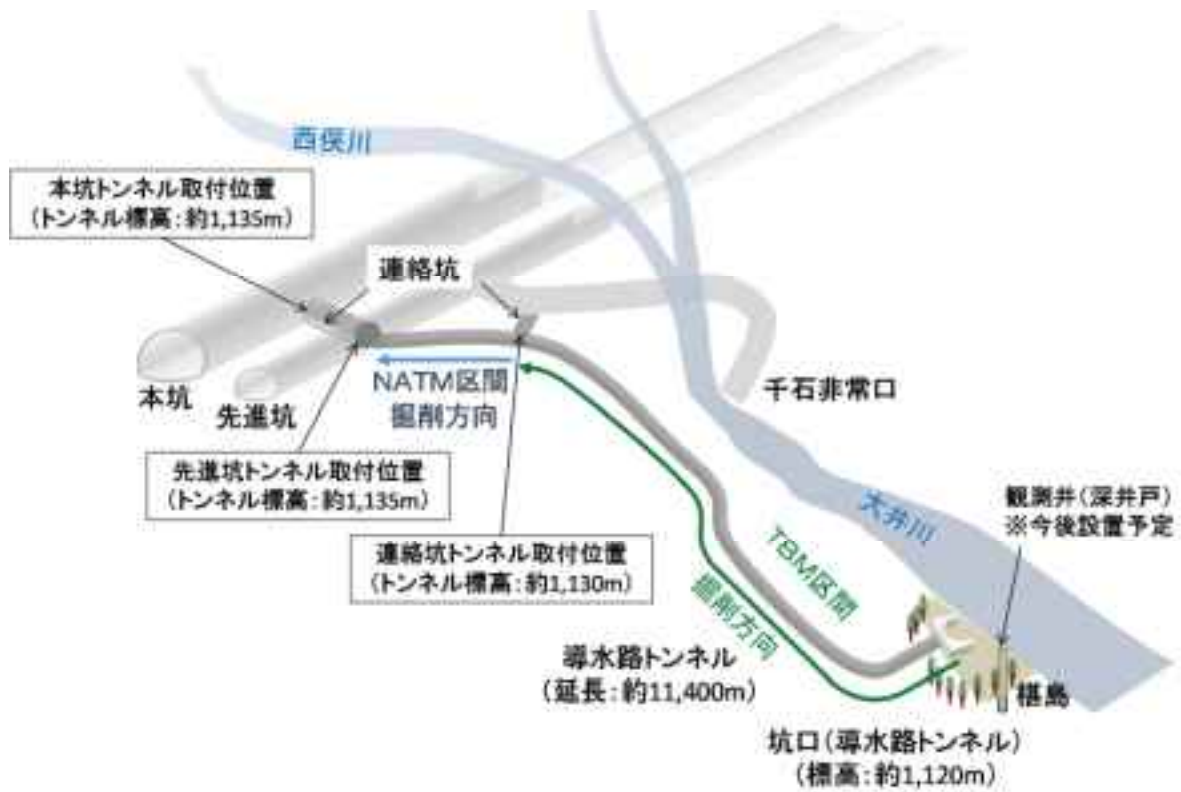 西俣川
本坑トンネル取付位置
（トンネル標高：約1,135m）
連絡坑
本坑
先進坑
NATM区間
掘削方向
千石非常口
先進坑トンネル取付位置
（トンネル標高：約1,135m）
大井川
観測井（深井戸）
※今後設置予定
連絡坑トンネル取付位置
（トンネル標高：約1,130m）
TBM区間
掘削方向
導水路トンネル
（延長：約11,400m）
椹島
坑口（導水路トンネル）
（標高：約1,120m）